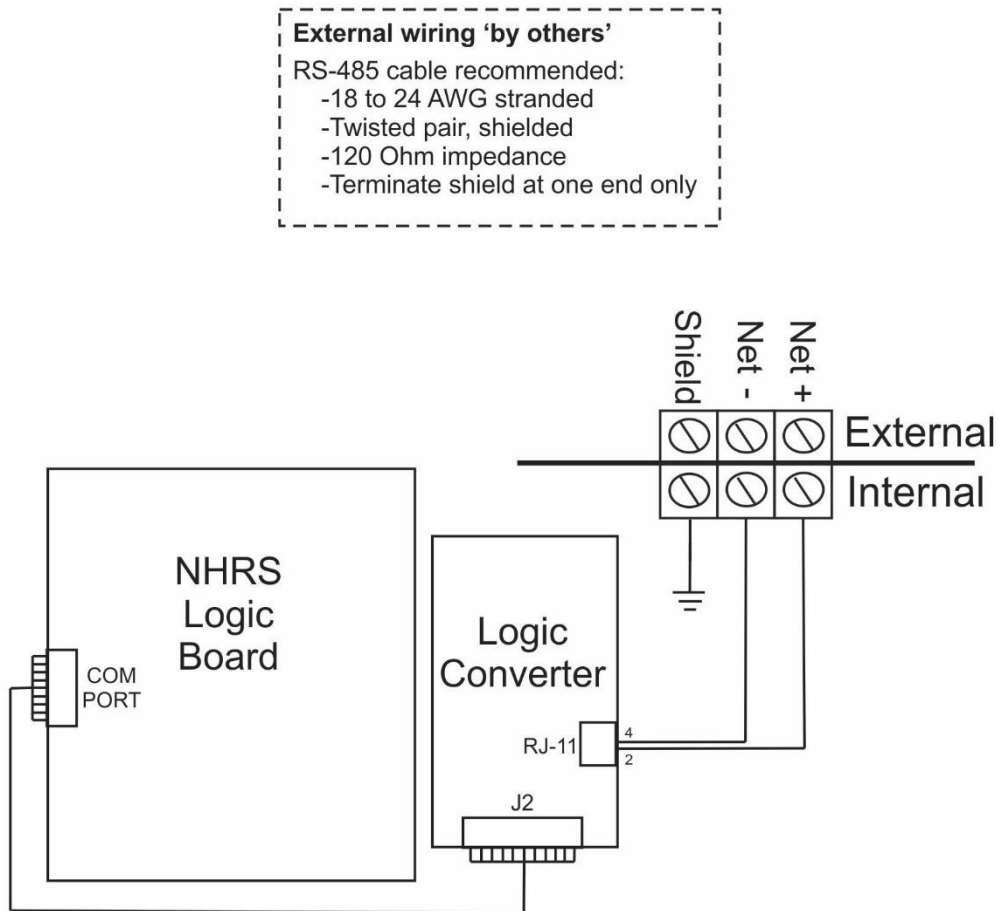 External wiring ‘by others’
RS-485 cable recommended:
-18 to 24 AWG stranded
-Twisted pair, shielded
-120 Ohm impedance
-Terminate shield at one end only
Shield
Net -
Net +
External
Internal
NHRS
Logic
Board
COM
PORT
Logic
Converter
RJ-11
4
2
J2